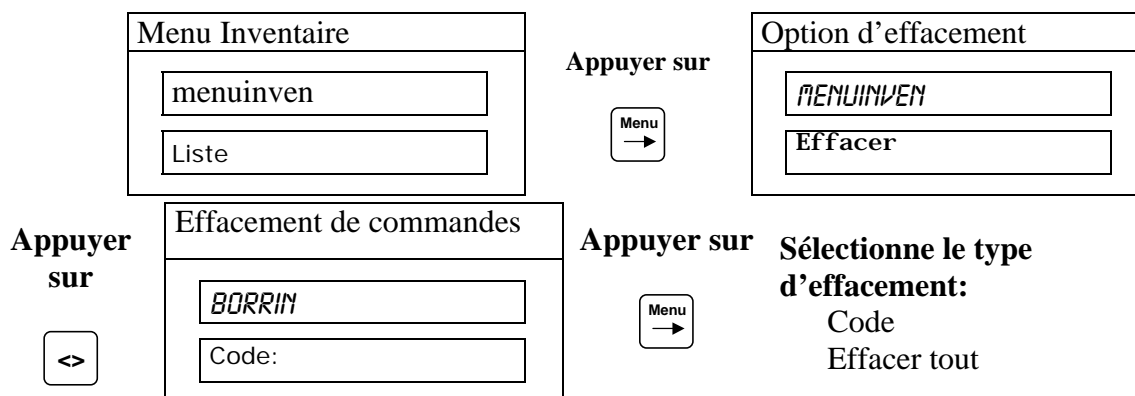 Menu Inventaire
menuinven
Liste
Appuyer sur
Menu
Option d’effacement
MENUINVEN
Effacer
Appuyer
sur
<>
Effacement de commandes
BORRIN
Code:
Appuyer sur
Menu
Sélectionne le type
d’effacement:
Code
Effacer tout